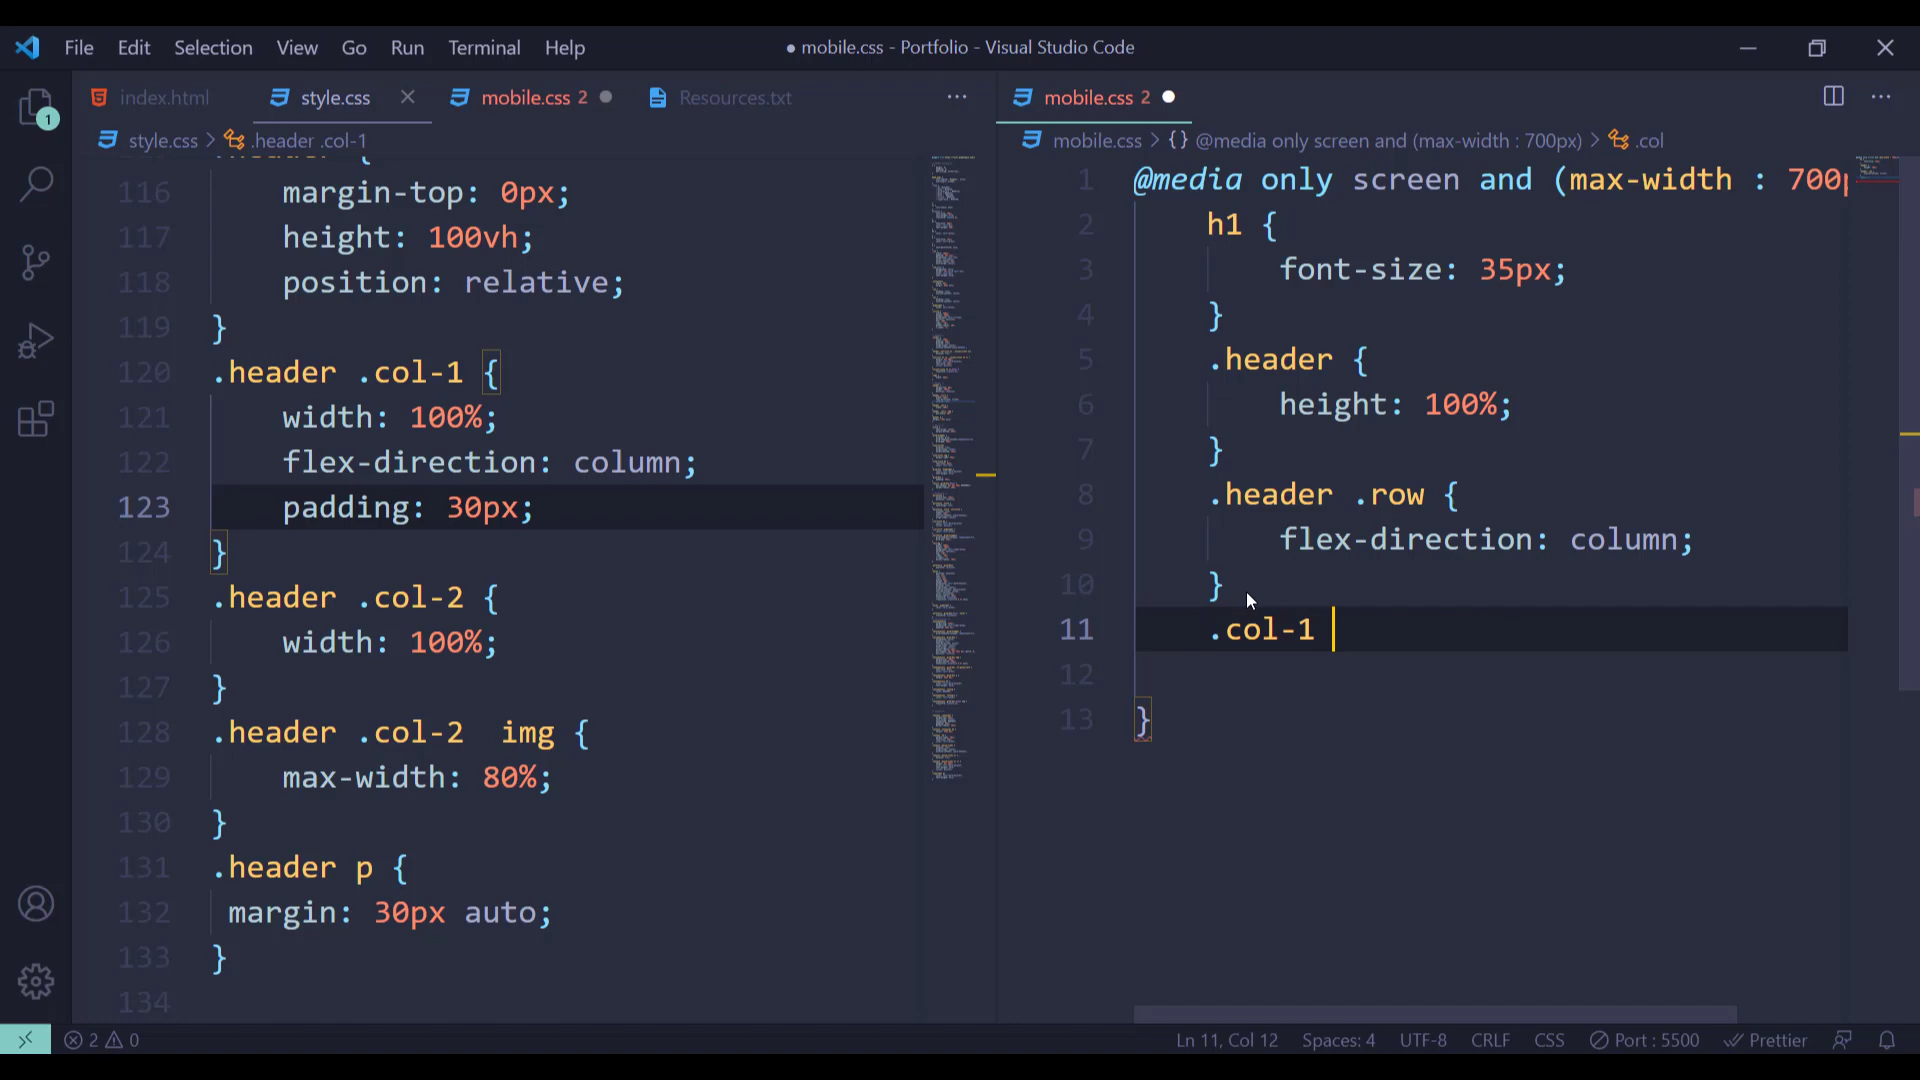 File Edit Selection View Go Run Terminal Help
● mobile.css - Portfolio - Visual Studio Code
index.html
style.css
mobile.css 2
Resources.txt
style.css > .header .col-1
116 margin-top: 0px;
117 height: 100vh;
118 position: relative;
119 }
120 .header .col-1 {
121 width: 100%;
122 flex-direction: column;
123 padding: 30px;
124 }
125 .header .col-2 {
126 width: 100%;
127 }
128 .header .col-2  img {
129 max-width: 80%;
130 }
131 .header p {
132 margin: 30px auto;
133 }
134
mobile.css 2
mobile.css > {} @media only screen and (max-width : 700px) > .col
1 @media only screen and (max-width : 700p
2 h1 {
3 font-size: 35px;
4 }
5 .header {
6 height: 100%;
7 }
8 .header .row {
9 flex-direction: column;
10 }
11 .col-1
12
13 }
1
2 0
Ln 11, Col 12 Spaces: 4 UTF-8 CRLF CSS Port : 5500 Prettier